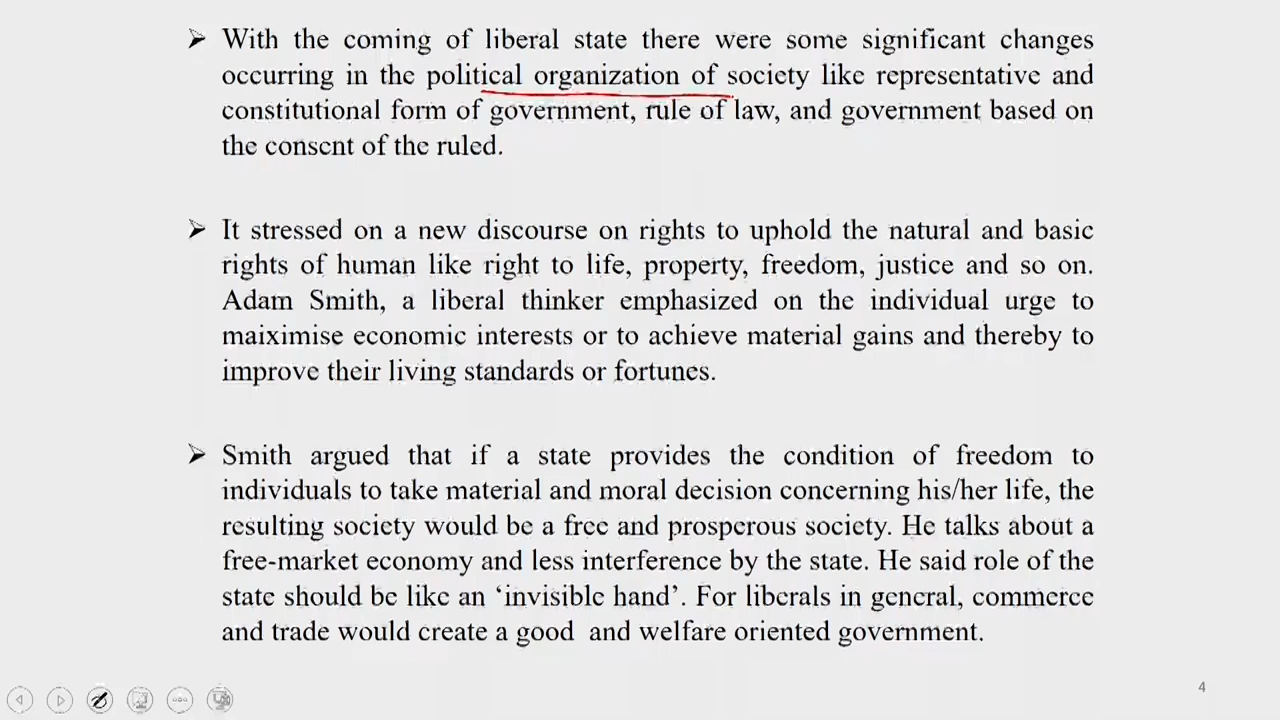 ➢ With the coming of liberal state there were some significant changes
occurring in the political organization of society like representative and
constitutional form of government, rule of law, and government based on
the consent of the ruled.
➢ It stressed on a new discourse on rights to uphold the natural and basic
rights of human like right to life, property, freedom, justice and so on.
Adam Smith, a liberal thinker emphasized on the individual urge to
maiximise economic interests or to achieve material gains and thereby to
improve their living standards or fortunes.
➢ Smith argued that if a state provides the condition of freedom to
individuals to take material and moral decision concerning his/her life, the
resulting society would be a free and prosperous society. He talks about a
free-market economy and less interference by the state. He said role of the
state should be like an ‘invisible hand’. For liberals in general, commerce
and trade would create a good and welfare oriented government.
4